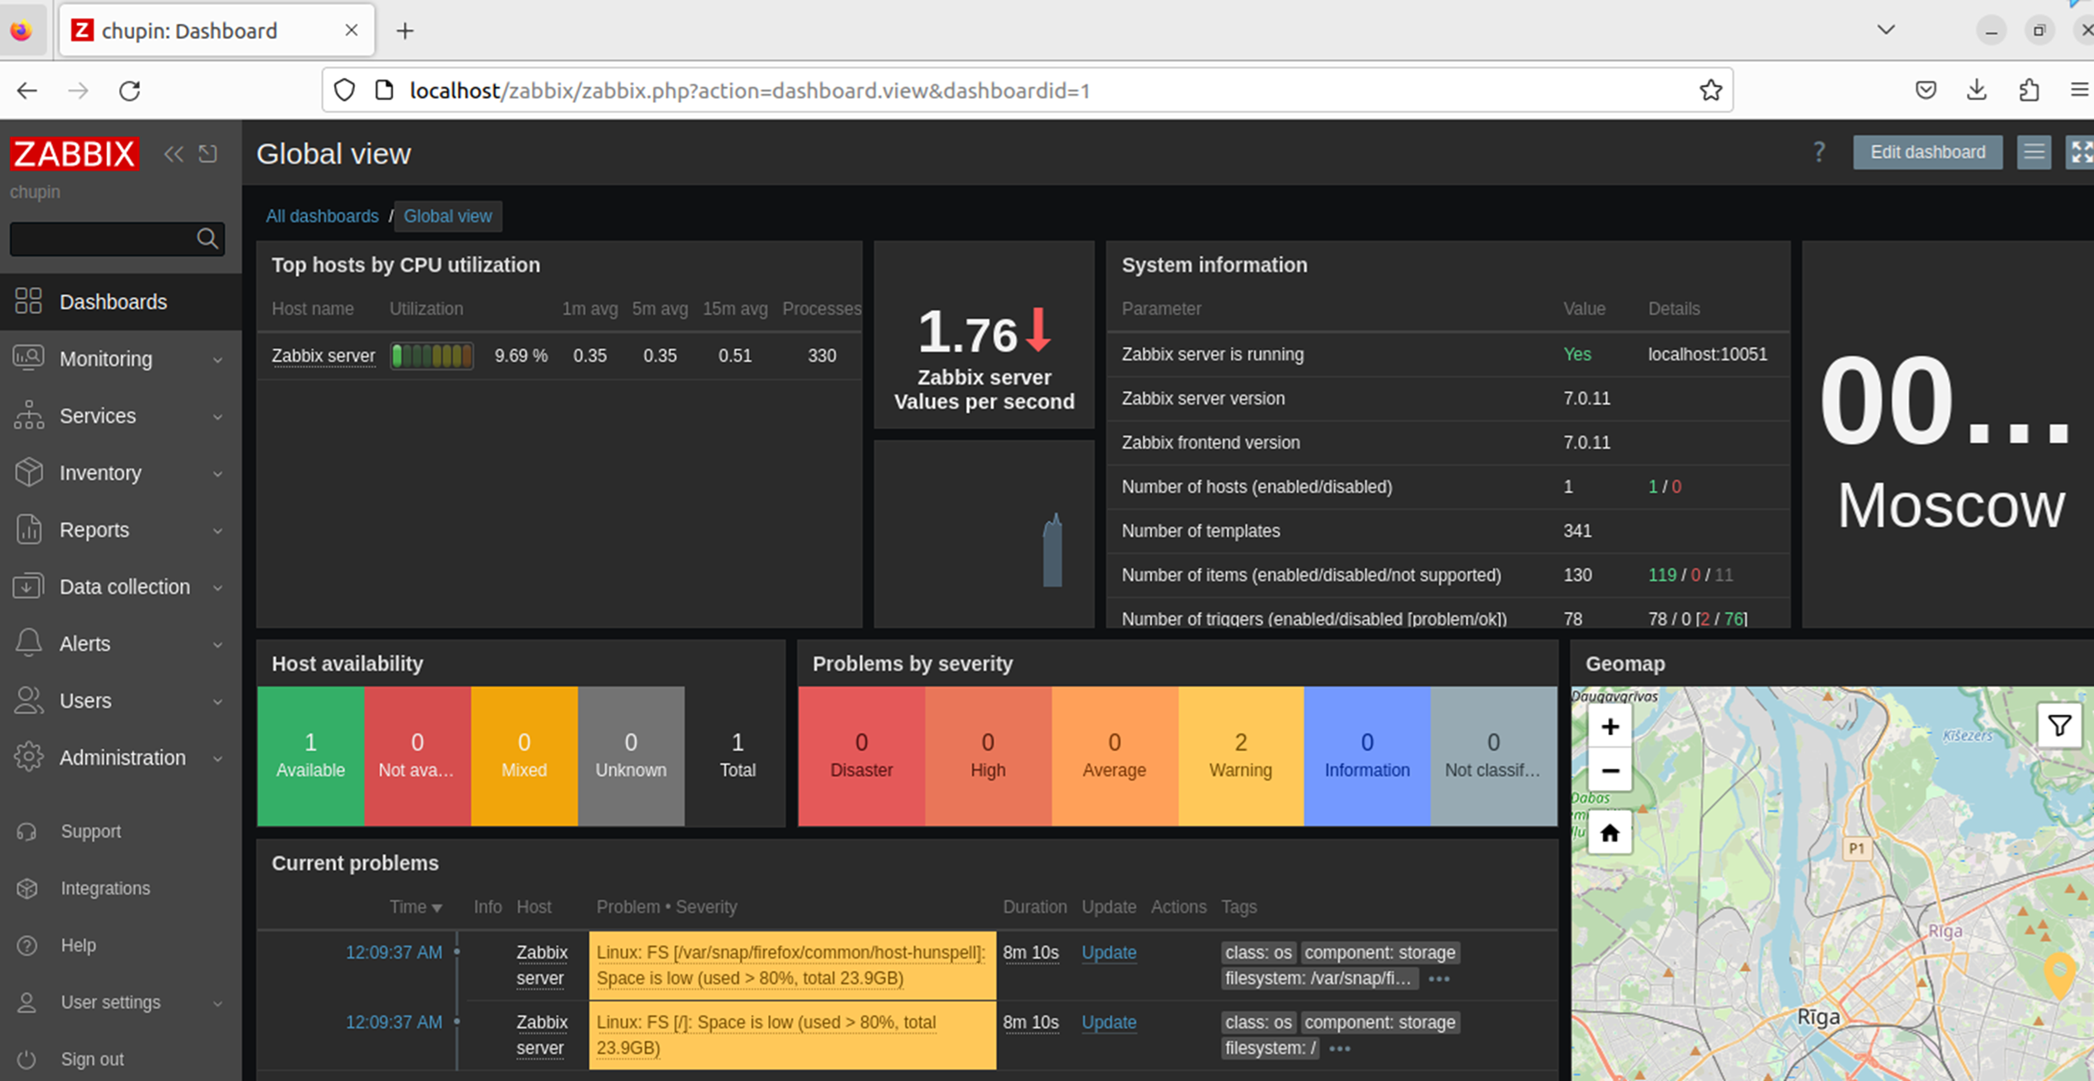 chupin: Dashboard
localhost/zabbix/zabbix.php?action=dashboard.view&dashboardid=1
ZABBIX
chupin
Dashboards
Monitoring
Services
Inventory
Reports
Data collection
Alerts
Users
Administration
Support
Integrations
Help
User settings
Sign out
Global view
? Edit dashboard
All dashboards / Global view
Top hosts by CPU utilization
Host name Utilization 1m avg 5m avg 15m avg Processes
Zabbix server 9.69 % 0.35 0.35 0.51 330
1.76
Zabbix server
Values per second
System information
Parameter Value Details
Zabbix server is running Yes localhost:10051
Zabbix server version 7.0.11
Zabbix frontend version 7.0.11
Number of hosts (enabled/disabled) 1 1 / 0
Number of templates 341
Number of items (enabled/disabled/not supported) 130 119 / 0 / 11
Number of triggers (enabled/disabled [problem/ok]) 78 78 / 0 [2 / 76]
00...
Moscow
Host availability
1 Available
0 Not ava...
0 Mixed
0 Unknown
1 Total
Problems by severity
0 Disaster
0 High
0 Average
2 Warning
0 Information
0 Not classif...
Geomap
Daugavgrīvas
Ķīšezers
+
−
Dabas
P1
Rīga
Rīga
Current problems
Time Info Host Problem • Severity Duration Update Actions Tags
12:09:37 AM Zabbix server Linux: FS [/var/snap/firefox/common/host-hunspell]: 8m 10s Update class: os component: storage
Space is low (used > 80%, total 23.9GB) filesystem: /var/snap/fi... •••
12:09:37 AM Zabbix server Linux: FS [/]: Space is low (used > 80%, total 8m 10s Update class: os component: storage
23.9GB) filesystem: / •••